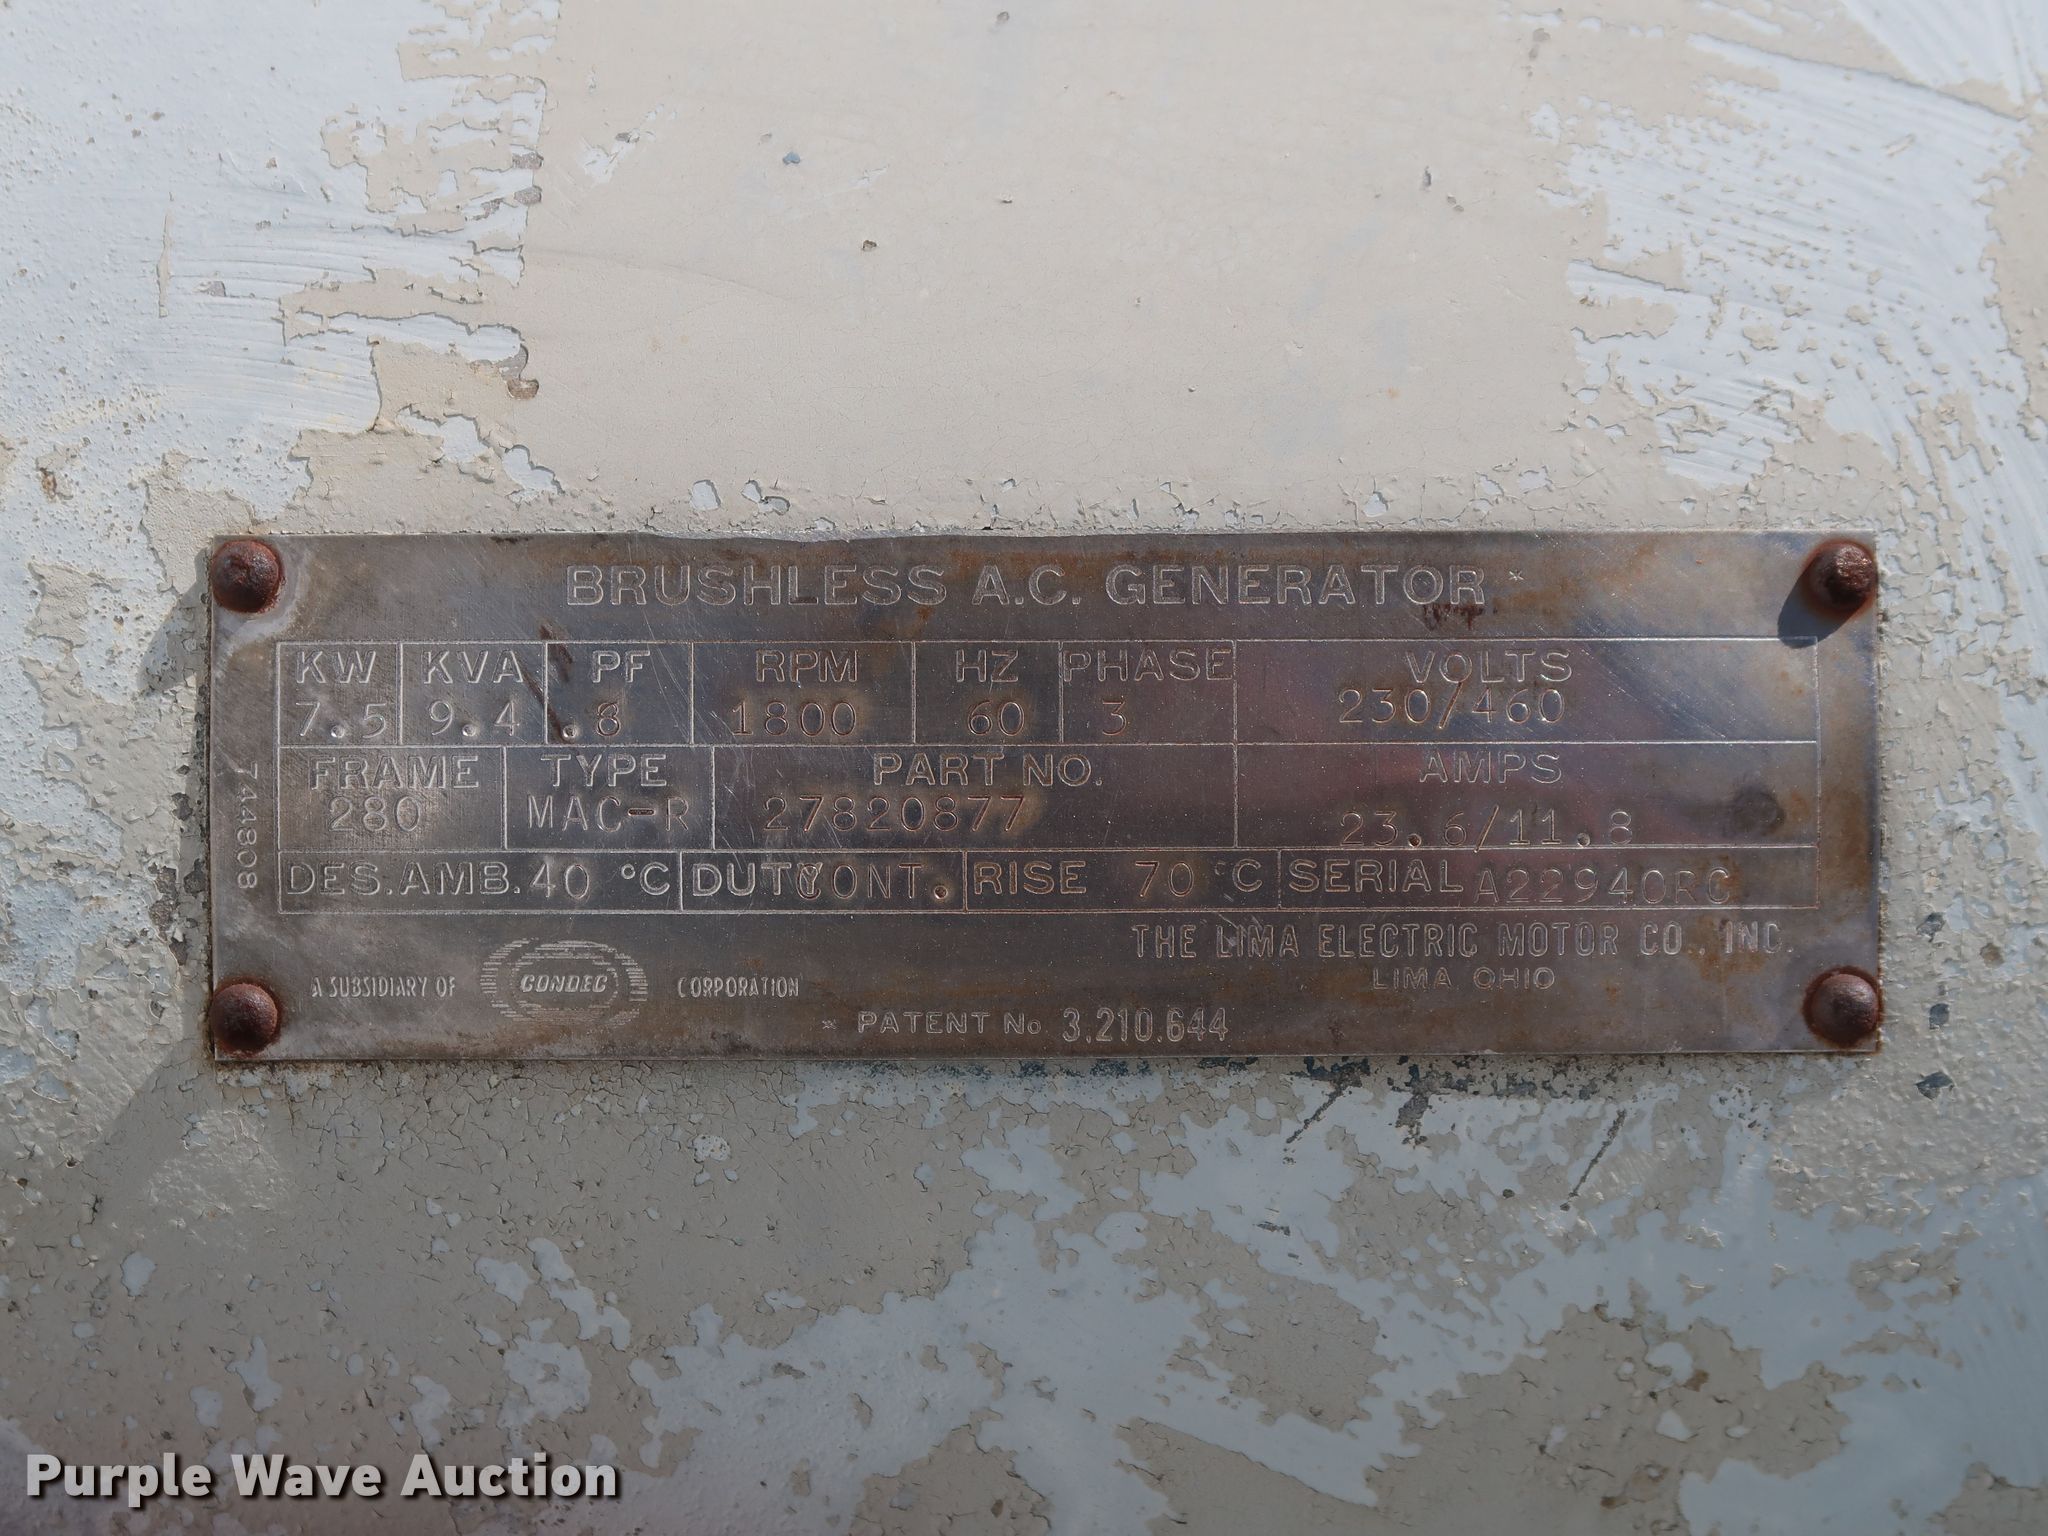 BRUSHLESS A.C. GENERATOR*
KW KVA PF RPM HZ PHASE VOLTS
7.5 9.4 .8 1800 60 3 230/460
FRAME TYPE PART NO. AMPS
280 MAC-R 27820877 23.6/11.8
DES.AMB. 40 °C DUTY CONT. RISE 70 °C SERIAL A22940RC
744808
THE LIMA ELECTRIC MOTOR CO., INC.
LIMA OHIO
A SUBSIDIARY OF CONDEC CORPORATION
* PATENT No. 3,210,644
Purple Wave Auction